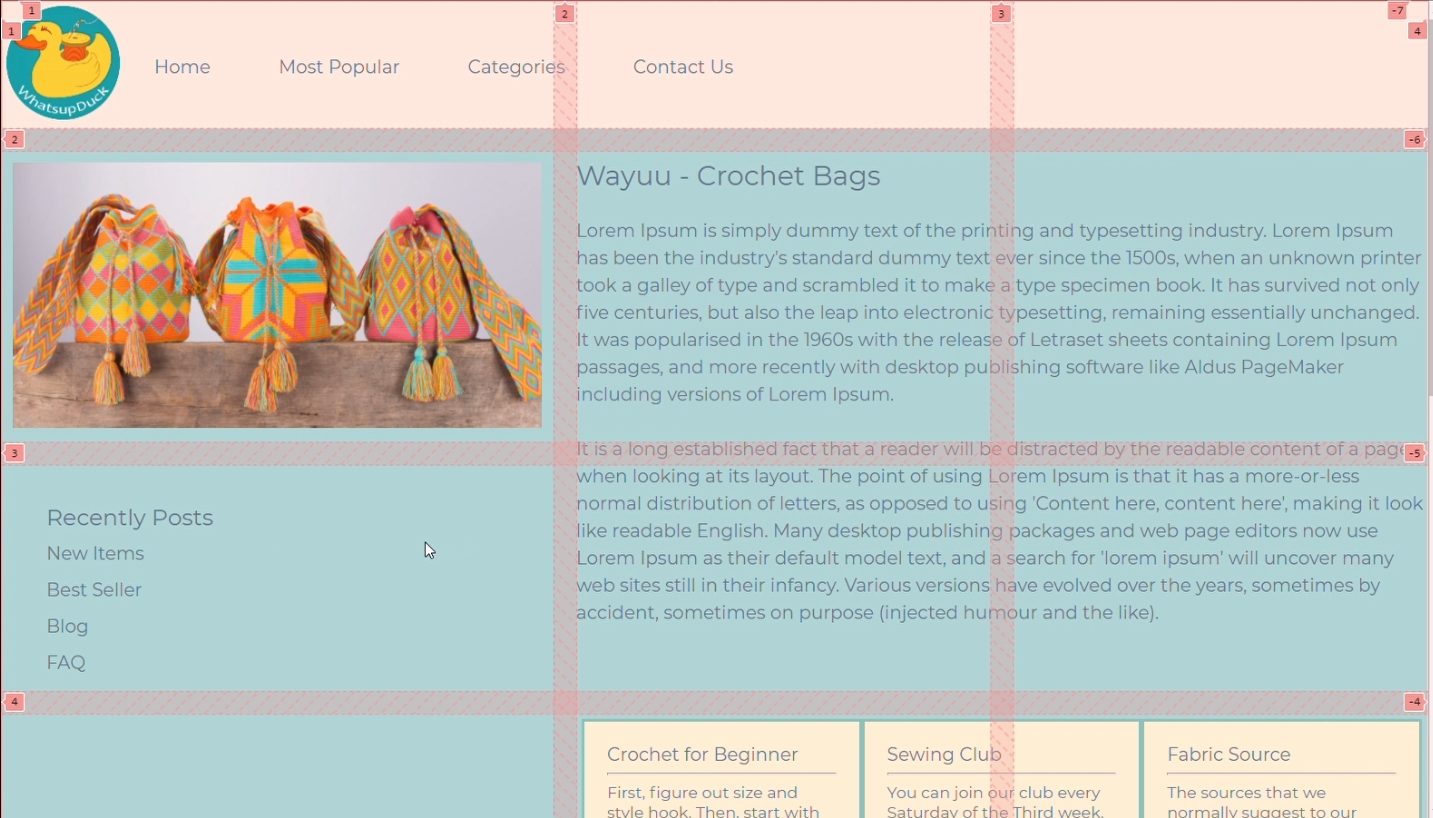 1
1
2
3
-7
4
WhatsupDuck
Home
Most Popular
Categories
Contact Us
2
-6
Wayuu - Crochet Bags
Lorem Ipsum is simply dummy text of the printing and typesetting industry. Lorem Ipsum
has been the industry's standard dummy text ever since the 1500s, when an unknown printer
took a galley of type and scrambled it to make a type specimen book. It has survived not only
five centuries, but also the leap into electronic typesetting, remaining essentially unchanged.
It was popularised in the 1960s with the release of Letraset sheets containing Lorem Ipsum
passages, and more recently with desktop publishing software like Aldus PageMaker
including versions of Lorem Ipsum.
3
-5
It is a long established fact that a reader will be distracted by the readable content of a page
when looking at its layout. The point of using Lorem Ipsum is that it has a more-or-less
normal distribution of letters, as opposed to using 'Content here, content here', making it look
like readable English. Many desktop publishing packages and web page editors now use
Lorem Ipsum as their default model text, and a search for 'lorem ipsum' will uncover many
web sites still in their infancy. Various versions have evolved over the years, sometimes by
accident, sometimes on purpose (injected humour and the like).
Recently Posts
New Items
Best Seller
Blog
FAQ
4
-4
Crochet for Beginner
First, figure out size and
style hook. Then, start with
Sewing Club
You can join our club every
Saturday of the Third week.
Fabric Source
The sources that we
normally suggest to our